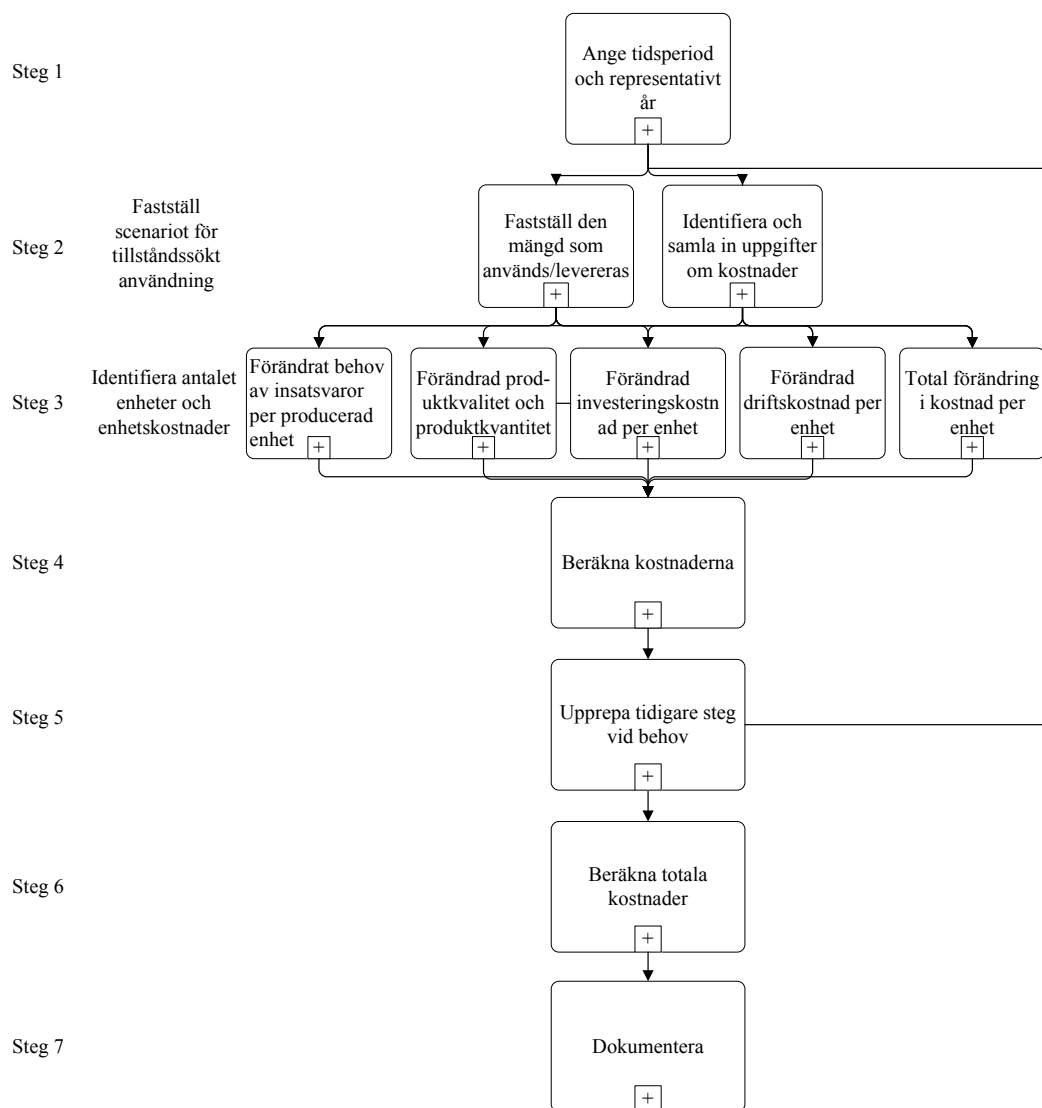 Steg 1
Ange tidsperiod
och representativt
år
+
Steg 2
Fastställ
scenariot för
tillståndssökt
användning
Fastställ den
mängd som
används/levereras
+
Identifiera och
samla in uppgifter
om kostnader
+
Steg 3
Identifiera antalet
enheter och
enhetskostnader
Förändrat behov
av insatsvaror
per producerad
enhet
+
Förändrad prod-
uktkvalitet och
produktkvantitet
+
Förändrad
investeringskostn
ad per enhet
+
Förändrad
driftskostnad per
enhet
+
Total förändring
i kostnad per
enhet
+
Steg 4
Beräkna kostnaderna
+
Steg 5
Upprepa tidigare steg
vid behov
+
Steg 6
Beräkna totala
kostnader
+
Steg 7
Dokumentera
+